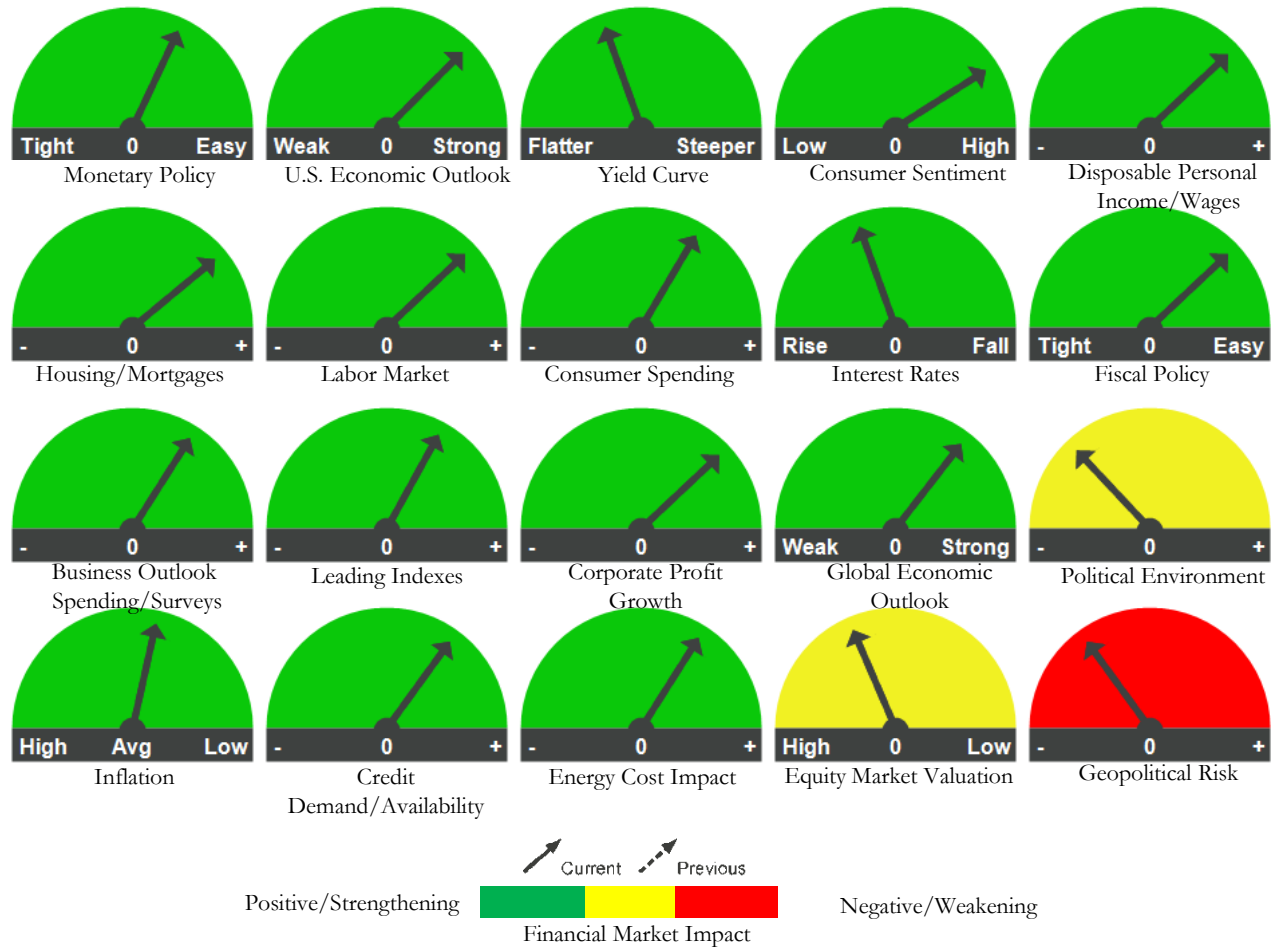 Tight 0 Easy
Monetary Policy
Weak 0 Strong
U.S. Economic Outlook
Flatter Steeper
Yield Curve
Low 0 High
Consumer Sentiment
- 0 +
Disposable Personal
Income/Wages
- 0 +
Housing/Mortgages
- 0 +
Labor Market
- 0 +
Consumer Spending
Rise 0 Fall
Interest Rates
Tight 0 Easy
Fiscal Policy
- 0 +
Business Outlook
Spending/Surveys
- 0 +
Leading Indexes
- 0 +
Corporate Profit
Growth
Weak 0 Strong
Global Economic
Outlook
- 0 +
Political Environment
High Avg Low
Inflation
- 0 +
Credit
Demand/Availability
- 0 +
Energy Cost Impact
High 0 Low
Equity Market Valuation
- 0 +
Geopolitical Risk
Current Previous
Positive/Strengthening Negative/Weakening
Financial Market Impact